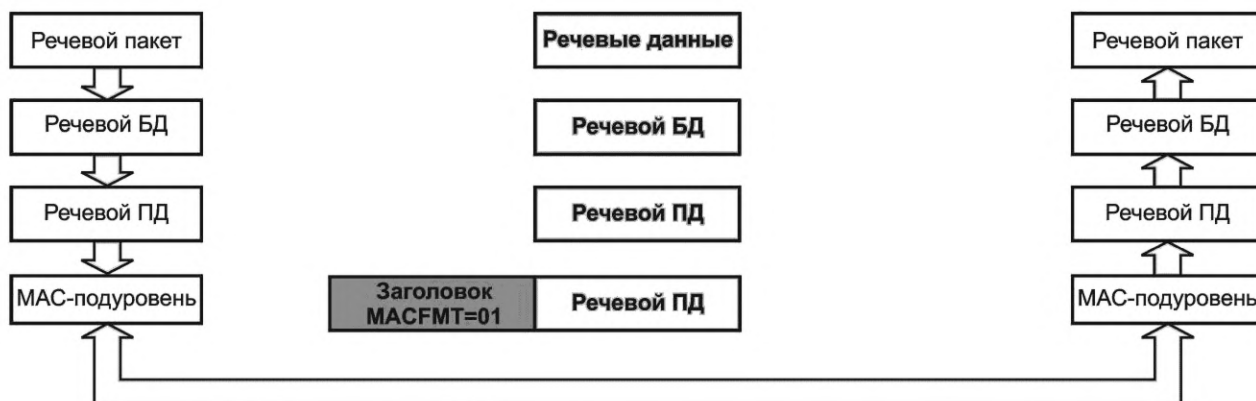 Речевой пакет
Речевые данные
Речевой пакет
Речевой БД
Речевой БД
Речевой БД
Речевой ПД
Речевой ПД
Речевой ПД
МАС-подуровень
Заголовок
MACFMT=01
Речевой ПД
МАС-подуровень